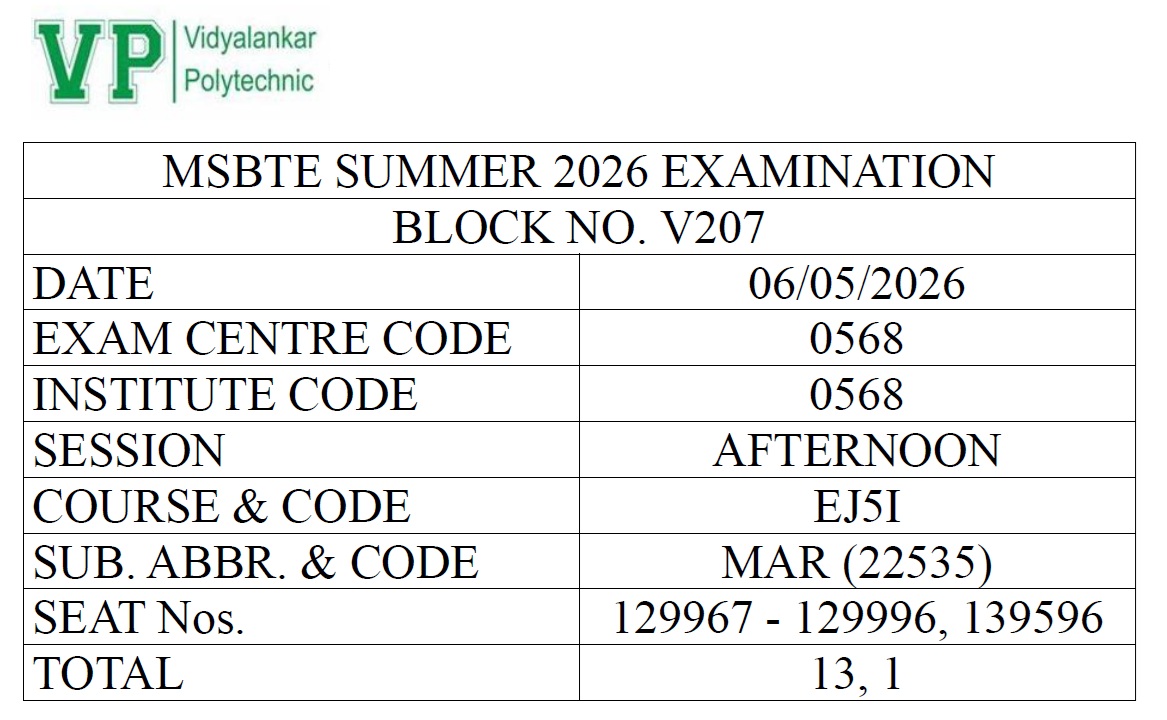 VP Vidyalankar
Polytechnic
MSBTE SUMMER 2026 EXAMINATION
BLOCK NO. V207
DATE 06/05/2026
EXAM CENTRE CODE 0568
INSTITUTE CODE 0568
SESSION AFTERNOON
COURSE & CODE EJ5I
SUB. ABBR. & CODE MAR (22535)
SEAT Nos. 129967 - 129996, 139596
TOTAL 13, 1